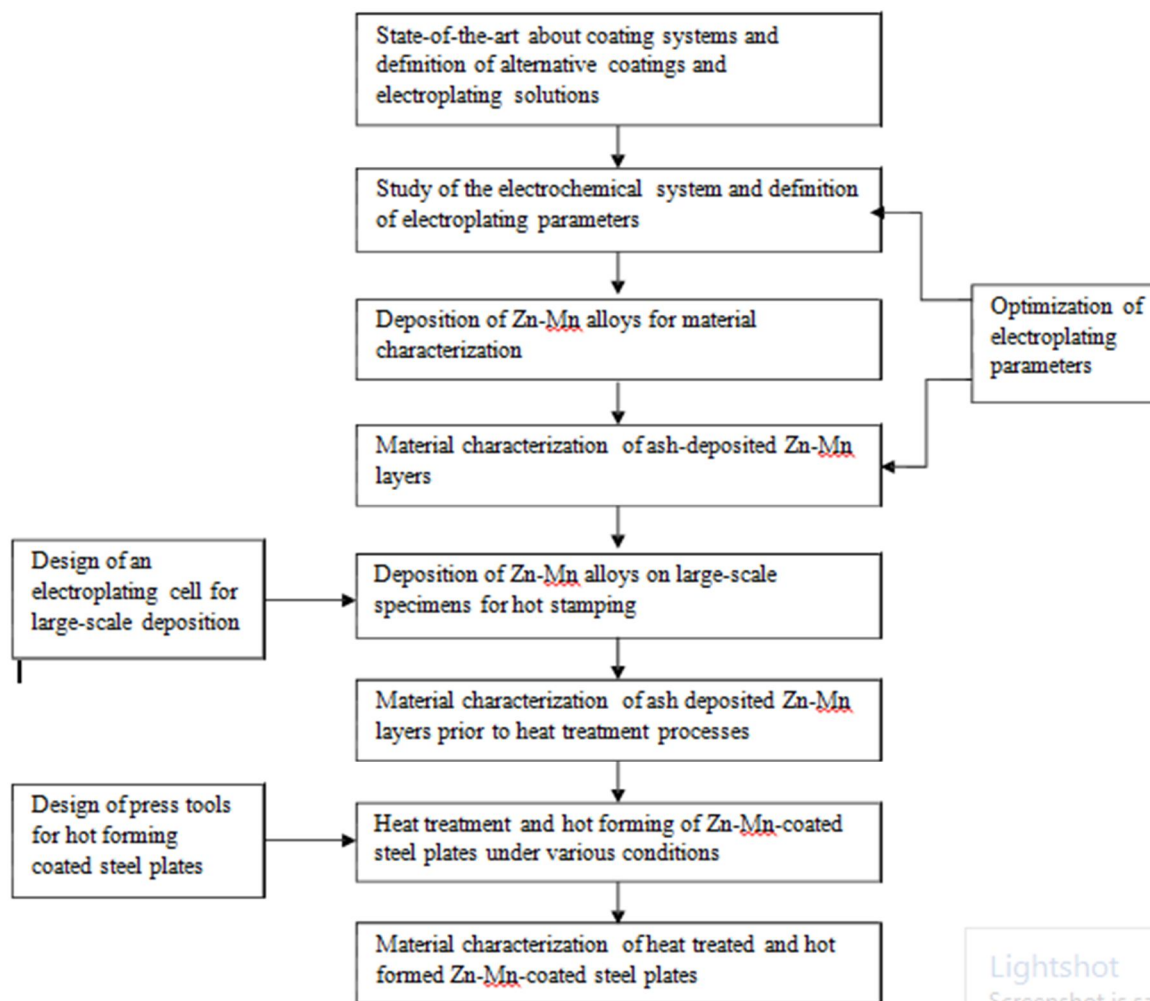 State-of-the-art about coating systems and
definition of alternative coatings and
electroplating solutions
Study of the electrochemical system and definition
of electroplating parameters
Deposition of Zn-Mn alloys for material
characterization
Optimization of
electroplating
parameters
Material characterization of ash-deposited Zn-Mn
layers
Design of an
electroplating cell for
large-scale deposition
Deposition of Zn-Mn alloys on large-scale
specimens for hot stamping
Material characterization of ash deposited Zn-Mn
layers prior to heat treatment processes
Design of press tools
for hot forming
coated steel plates
Heat treatment and hot forming of Zn-Mn-coated
steel plates under various conditions
Material characterization of heat treated and hot
formed Zn-Mn-coated steel plates
Lightshot